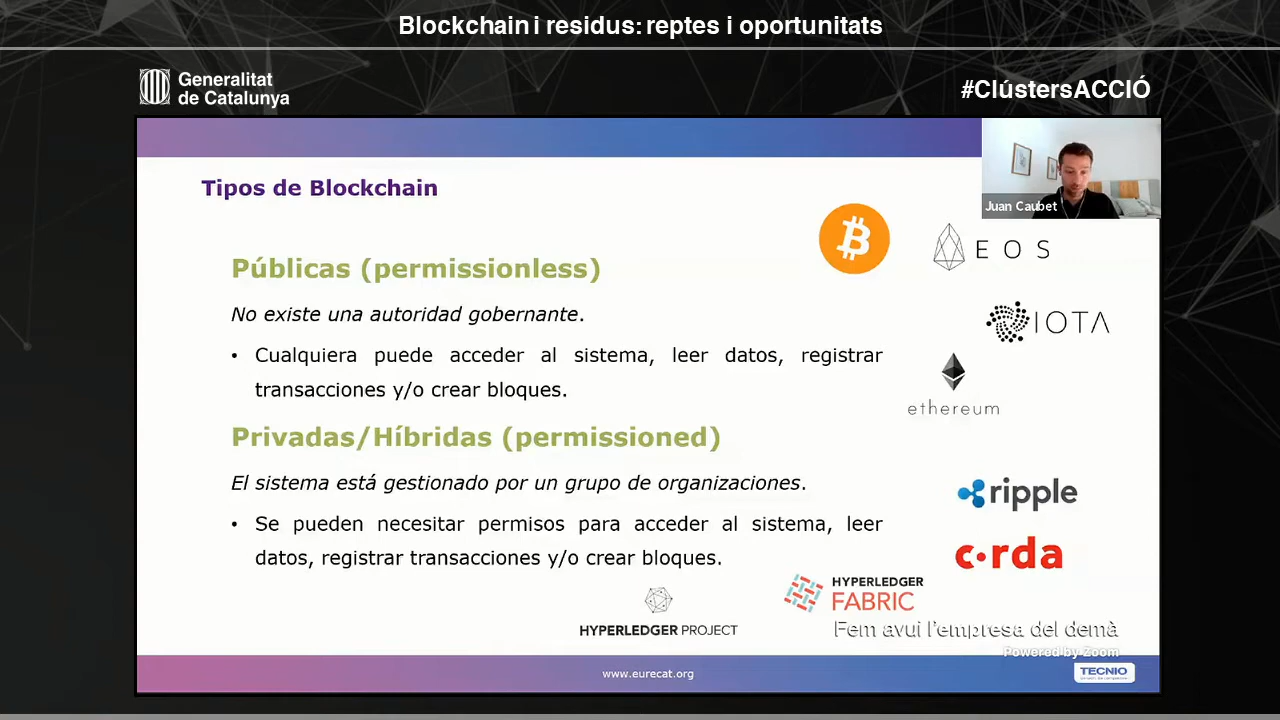 Blockchain i residus: reptes i oportunitats
Generalitat
de Catalunya
#ClústersACCIÓ
Juan Caubet
Tipos de Blockchain
EOS
Públicas (permissionless)
No existe una autoridad gobernante.
IOTA
• Cualquiera puede acceder al sistema, leer datos, registrar
transacciones y/o crear bloques.
ethereum
Privadas/Híbridas (permissioned)
El sistema está gestionado por un grupo de organizaciones.
ripple
• Se pueden necesitar permisos para acceder al sistema, leer
datos, registrar transacciones y/o crear bloques.
c·rda
HYPERLEDGER
FABRIC
HYPERLEDGER PROJECT
Fem avui l'empresa del demà
Powered by Zoom
www.eurecat.org
TECNIO